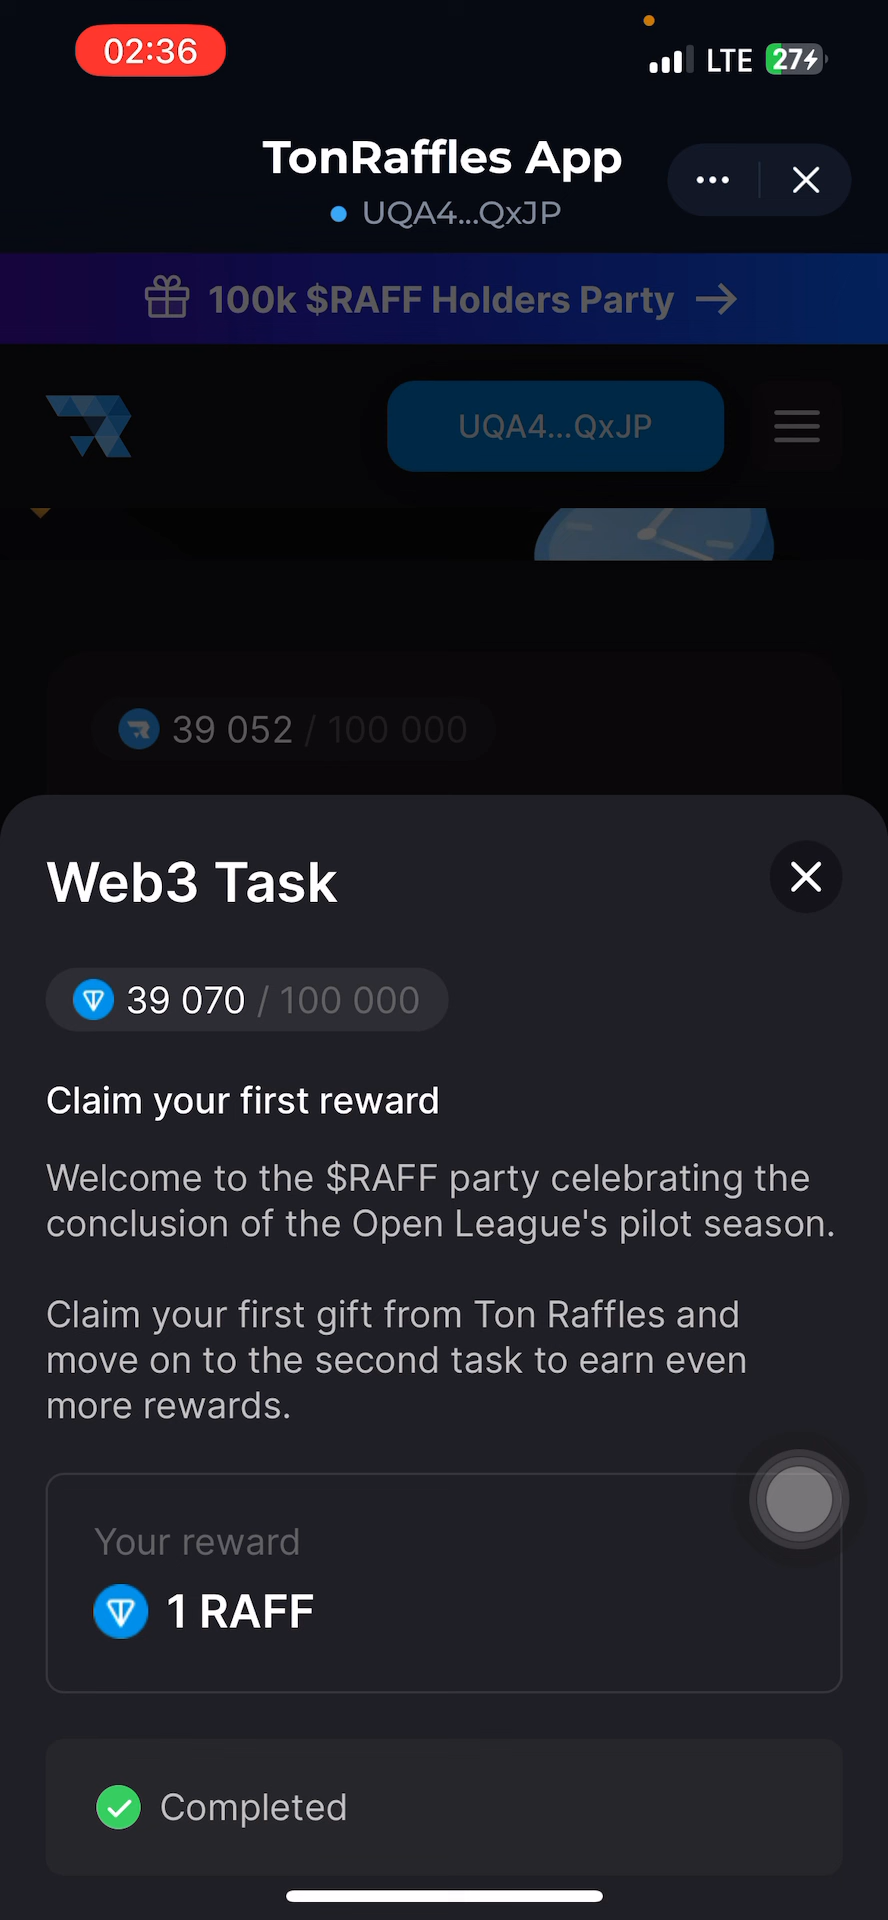 02:36
LTE 27
TonRaffles App
UQA4...QxJP
100k $RAFF Holders Party
UQA4...QxJP
39 052 / 100 000
Web3 Task
39 070 / 100 000
Claim your first reward
Welcome to the $RAFF party celebrating the
conclusion of the Open League's pilot season.
Claim your first gift from Ton Raffles and
move on to the second task to earn even
more rewards.
Your reward
1 RAFF
Completed